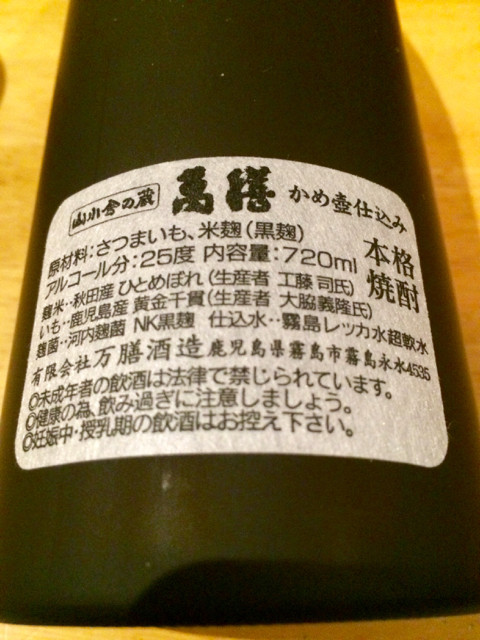 山小舎の蔵 萬膳 かめ壺仕込み
原材料:さつまいも、米麹(黒麹)
アルコール分:25度 内容量:720ml
本格焼酎
麹米‥秋田産 ひとめぼれ(生産者 工藤 司氏)
いも‥鹿児島産 黄金千貫(生産者 大脇義隆氏)
麹菌‥河内麹菌 NK黒麹 仕込水‥霧島レッカ水超軟水
有限会社万膳酒造 鹿児島県霧島市霧島永水4535
◎未成年者の飲酒は法律で禁じられています。
◎健康の為、飲み過ぎに注意しましょう。
◎妊娠中・授乳期の飲酒はお控え下さい。